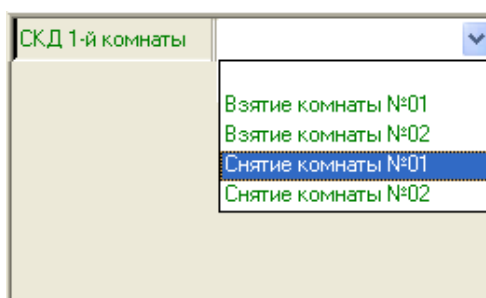 СКД 1-й комнаты
Взятие комнаты №01
Взятие комнаты №02
Снятие комнаты №01
Снятие комнаты №02